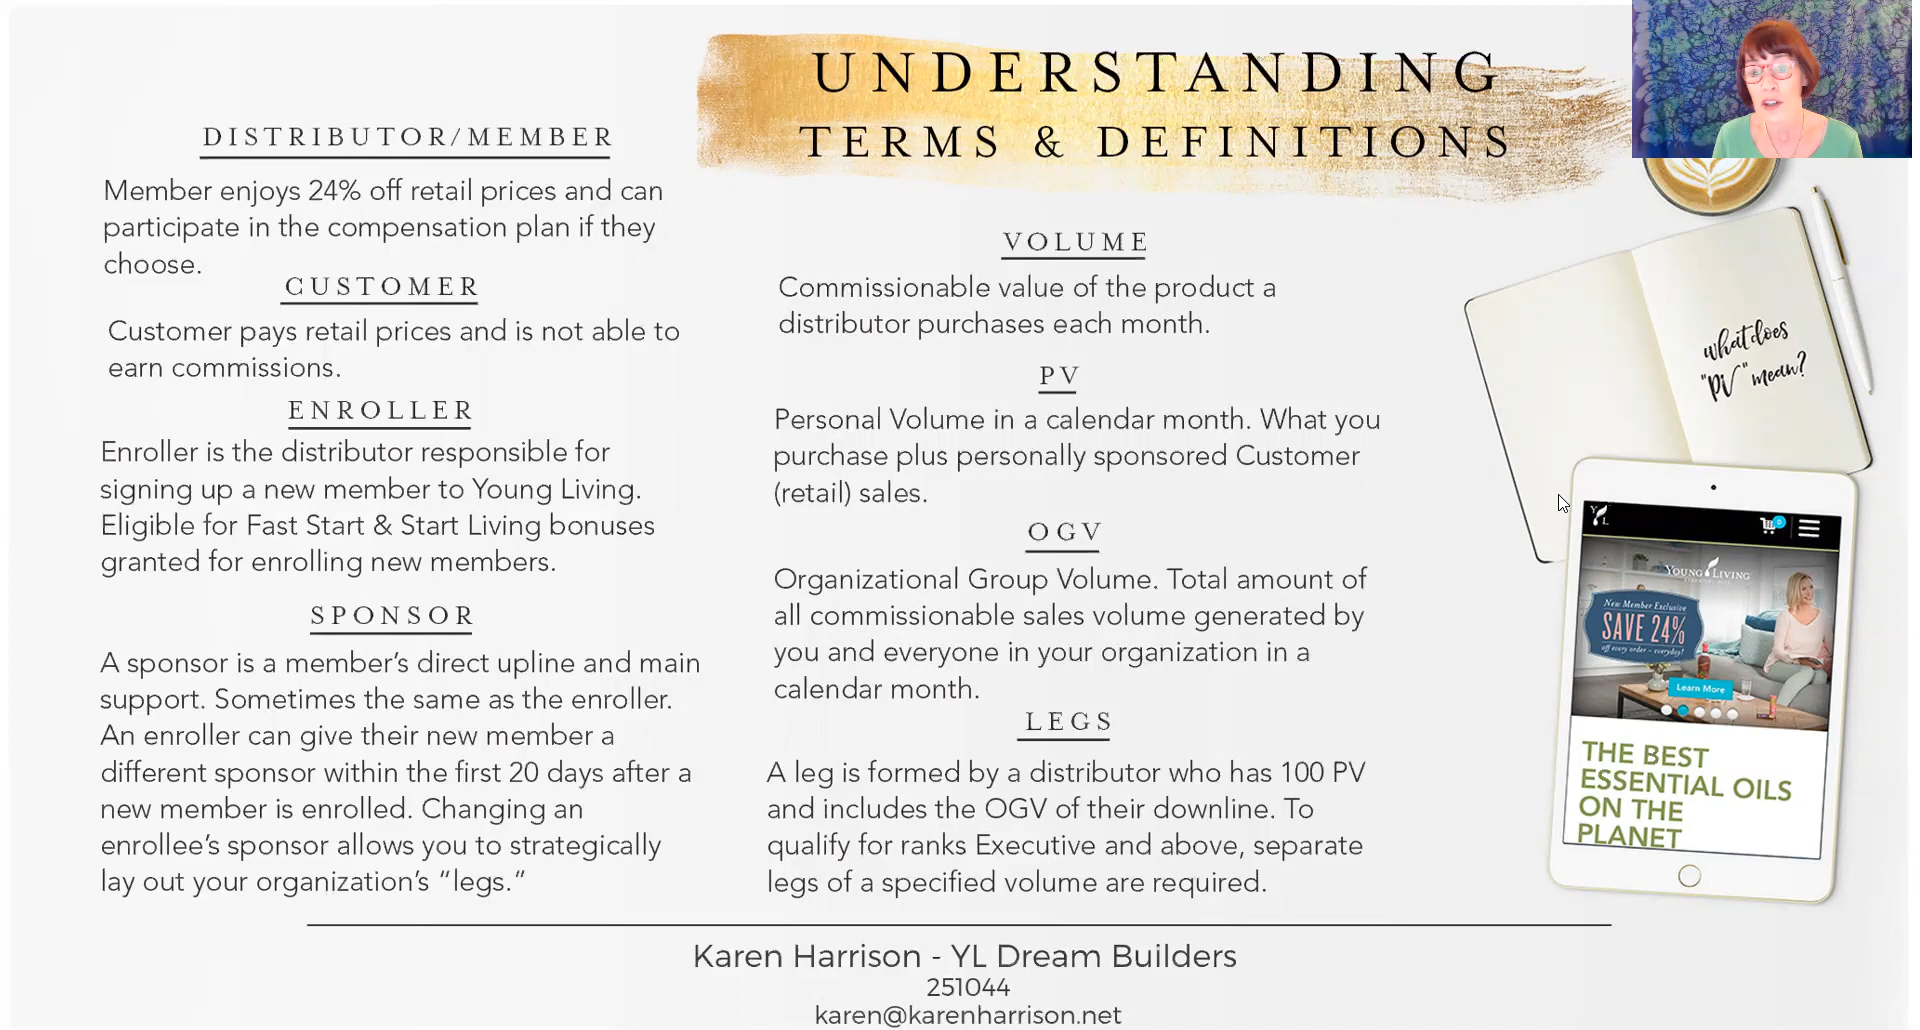 UNDERSTANDING
TERMS & DEFINITIONS
DISTRIBUTOR/MEMBER
Member enjoys 24% off retail prices and can
participate in the compensation plan if they
choose.
CUSTOMER
Customer pays retail prices and is not able to
earn commissions.
ENROLLER
Enroller is the distributor responsible for
signing up a new member to Young Living.
Eligible for Fast Start & Start Living bonuses
granted for enrolling new members.
SPONSOR
A sponsor is a member's direct upline and main
support. Sometimes the same as the enroller.
An enroller can give their new member a
different sponsor within the first 20 days after a
new member is enrolled. Changing an
enrollee's sponsor allows you to strategically
lay out your organization's “legs.”
VOLUME
Commissionable value of the product a
distributor purchases each month.
PV
Personal Volume in a calendar month. What you
purchase plus personally sponsored Customer
(retail) sales.
OGV
Organizational Group Volume. Total amount of
all commissionable sales volume generated by
you and everyone in your organization in a
calendar month.
LEGS
A leg is formed by a distributor who has 100 PV
and includes the OGV of their downline. To
qualify for ranks Executive and above, separate
legs of a specified volume are required.
what does
"PV" mean?
Y L
0
YOUNG LIVING
New Member Exclusive
SAVE 24%
off every order - everyday!
Learn More
THE BEST
ESSENTIAL OILS
ON THE
PLANET
Karen Harrison - YL Dream Builders
251044
karen@karenharrison.net